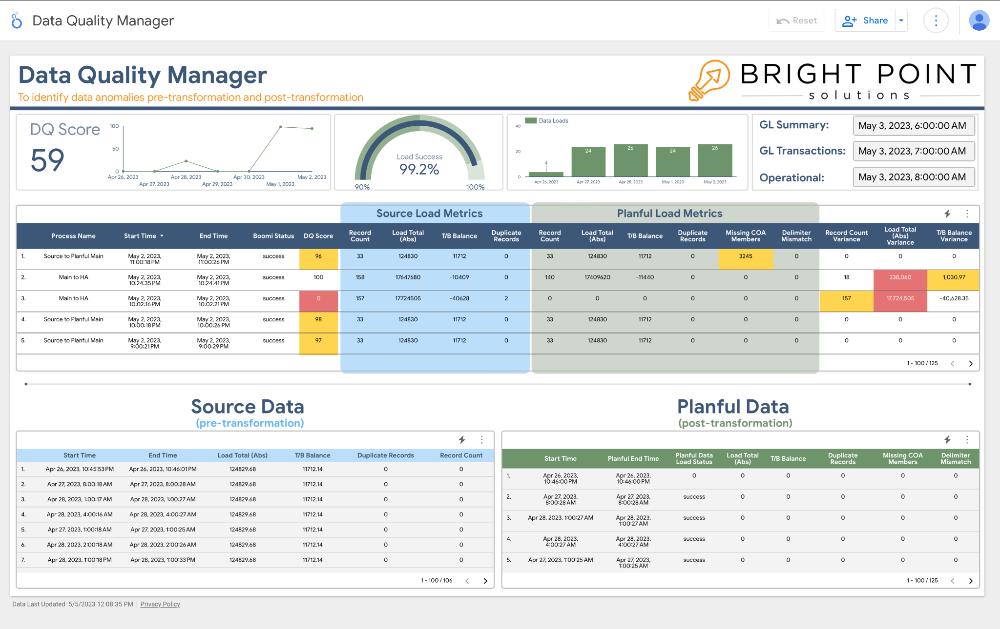 Data Quality Manager
Reset
Share
Data Quality Manager
To identify data anomalies pre-transformation and post-transformation
BRIGHT POINT
solutions
DQ Score
59
100
50
0
Apr 26, 2023
Apr 27, 2023
Apr 28, 2023
Apr 29, 2023
Apr 30, 2023
May 1, 2023
May 2, 2023
Load Success
99.2%
90%
100%
Data Loads
40
20
0
4
24
26
24
26
Apr 26, 2023
Apr 27, 2023
Apr 28, 2023
May 1, 2023
May 2, 2023
GL Summary: May 3, 2023, 6:00:00 AM
GL Transactions: May 3, 2023, 7:00:00 AM
Operational: May 3, 2023, 8:00:00 AM
Source Load Metrics
Planful Load Metrics
Process Name Start Time End Time Boomi Status DQ Score Record Count Load Total (Abs) T/B Balance Duplicate Records Record Count Load Total (Abs) T/B Balance Duplicate Records Missing COA Members Delimiter Mismatch Record Count Variance Load Total (Abs) Variance T/B Balance Variance
1. Source to Planful Main May 2, 2023, 11:00:18 PM May 2, 2023, 11:00:26 PM success 96 33 124830 11712 0 33 124830 11712 0 3245 0 0 0 0
2. Main to HA May 2, 2023, 10:24:35 PM May 2, 2023, 10:24:41 PM success 100 158 17647680 -10409 0 140 17409620 -11440 0 0 0 18 238,060 1,030.97
3. Main to HA May 2, 2023, 10:02:16 PM May 2, 2023, 10:02:21 PM success 0 157 17724505 -40628 2 0 0 0 0 0 0 157 17,724,505 -40,628.35
4. Source to Planful Main May 2, 2023, 10:00:18 PM May 2, 2023, 10:00:26 PM success 98 33 124830 11712 0 33 124830 11712 0 0 0 0 0 0
5. Source to Planful Main May 2, 2023, 9:00:21 PM May 2, 2023, 9:00:29 PM success 97 33 124830 11712 0 33 124830 11712 0 0 0 0 0 0
1 - 100 / 125
Source Data
(pre-transformation)
Start Time End Time Load Total (Abs) T/B Balance Duplicate Records Record Count
1. Apr 26, 2023, 10:45:53 PM Apr 26, 2023, 10:46:01 PM 124829.68 11712.14 0 0
2. Apr 27, 2023, 8:00:18 AM Apr 27, 2023, 8:00:28 AM 124829.68 11712.14 0 0
3. Apr 28, 2023, 1:00:17 AM Apr 28, 2023, 1:00:27 AM 124829.68 11712.14 0 0
4. Apr 28, 2023, 4:00:16 AM Apr 28, 2023, 4:00:27 AM 124829.68 11712.14 0 0
5. Apr 27, 2023, 1:00:18 AM Apr 27, 2023, 1:00:25 AM 124829.68 11712.14 0 0
6. Apr 28, 2023, 2:00:18 AM Apr 28, 2023, 2:00:26 AM 124829.68 11712.14 0 0
7. Apr 28, 2023, 1:00:18 PM Apr 28, 2023, 1:00:33 PM 124829.68 11712.14 0 0
1 - 100 / 106
Planful Data
(post-transformation)
Start Time Planful End Time Planful Data Load Status Load Total (Abs) T/B Balance Duplicate Records Missing COA Members Delimiter Mismatch
1. Apr 26, 2023, 10:46:00 PM Apr 26, 2023, 10:46:00 PM 0 0 0 0 0 0
2. Apr 27, 2023, 8:00:28 AM Apr 27, 2023, 8:00:28 AM success 0 0 0 0 0
3. Apr 28, 2023, 1:00:27 AM Apr 28, 2023, 1:00:27 AM success 0 0 0 0 0
4. Apr 28, 2023, 4:00:27 AM Apr 28, 2023, 4:00:27 AM success 0 0 0 0 0
5. Apr 27, 2023, 1:00:25 AM Apr 27, 2023, 1:00:25 AM success 0 0 0 0 0
1 - 100 / 125
Data Last Updated: 5/5/2023 12:08:35 PM
Privacy Policy